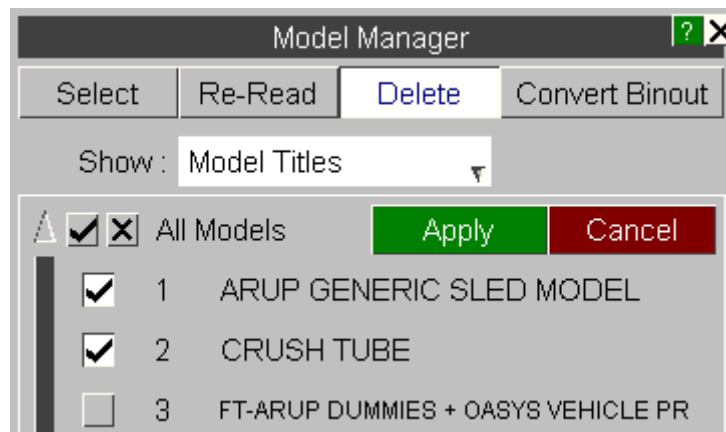 Model Manager ? X
Select Re-Read Delete Convert Binout
Show : Model Titles
All Models Apply Cancel
1 ARUP GENERIC SLED MODEL
2 CRUSH TUBE
3 FT-ARUP DUMMIES + OASYS VEHICLE PR